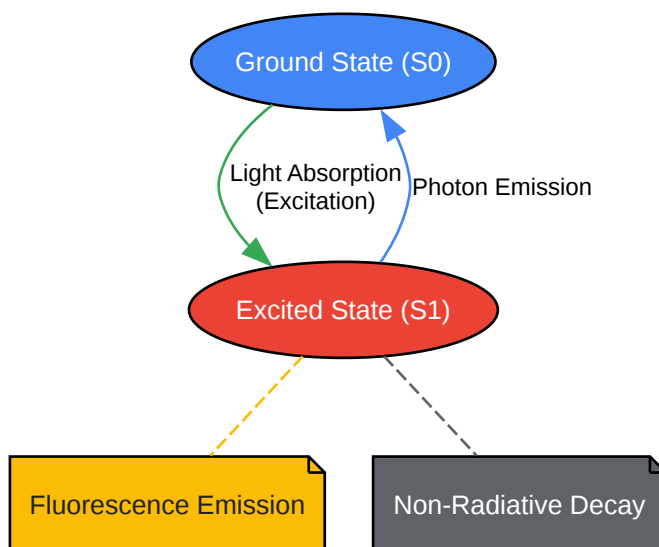 Ground State (S0)
Light Absorption
(Excitation)
Photon Emission
Excited State (S1)
Fluorescence Emission
Non-Radiative Decay